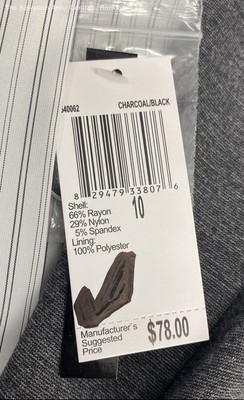 40062 CHARCOAL/BLACK
8 29479 33807 6
10
Shell:
66% Rayon
29% Nylon
5% Spandex
Lining:
100% Polyester
Manufacturer's
Suggested
Price
$78.00